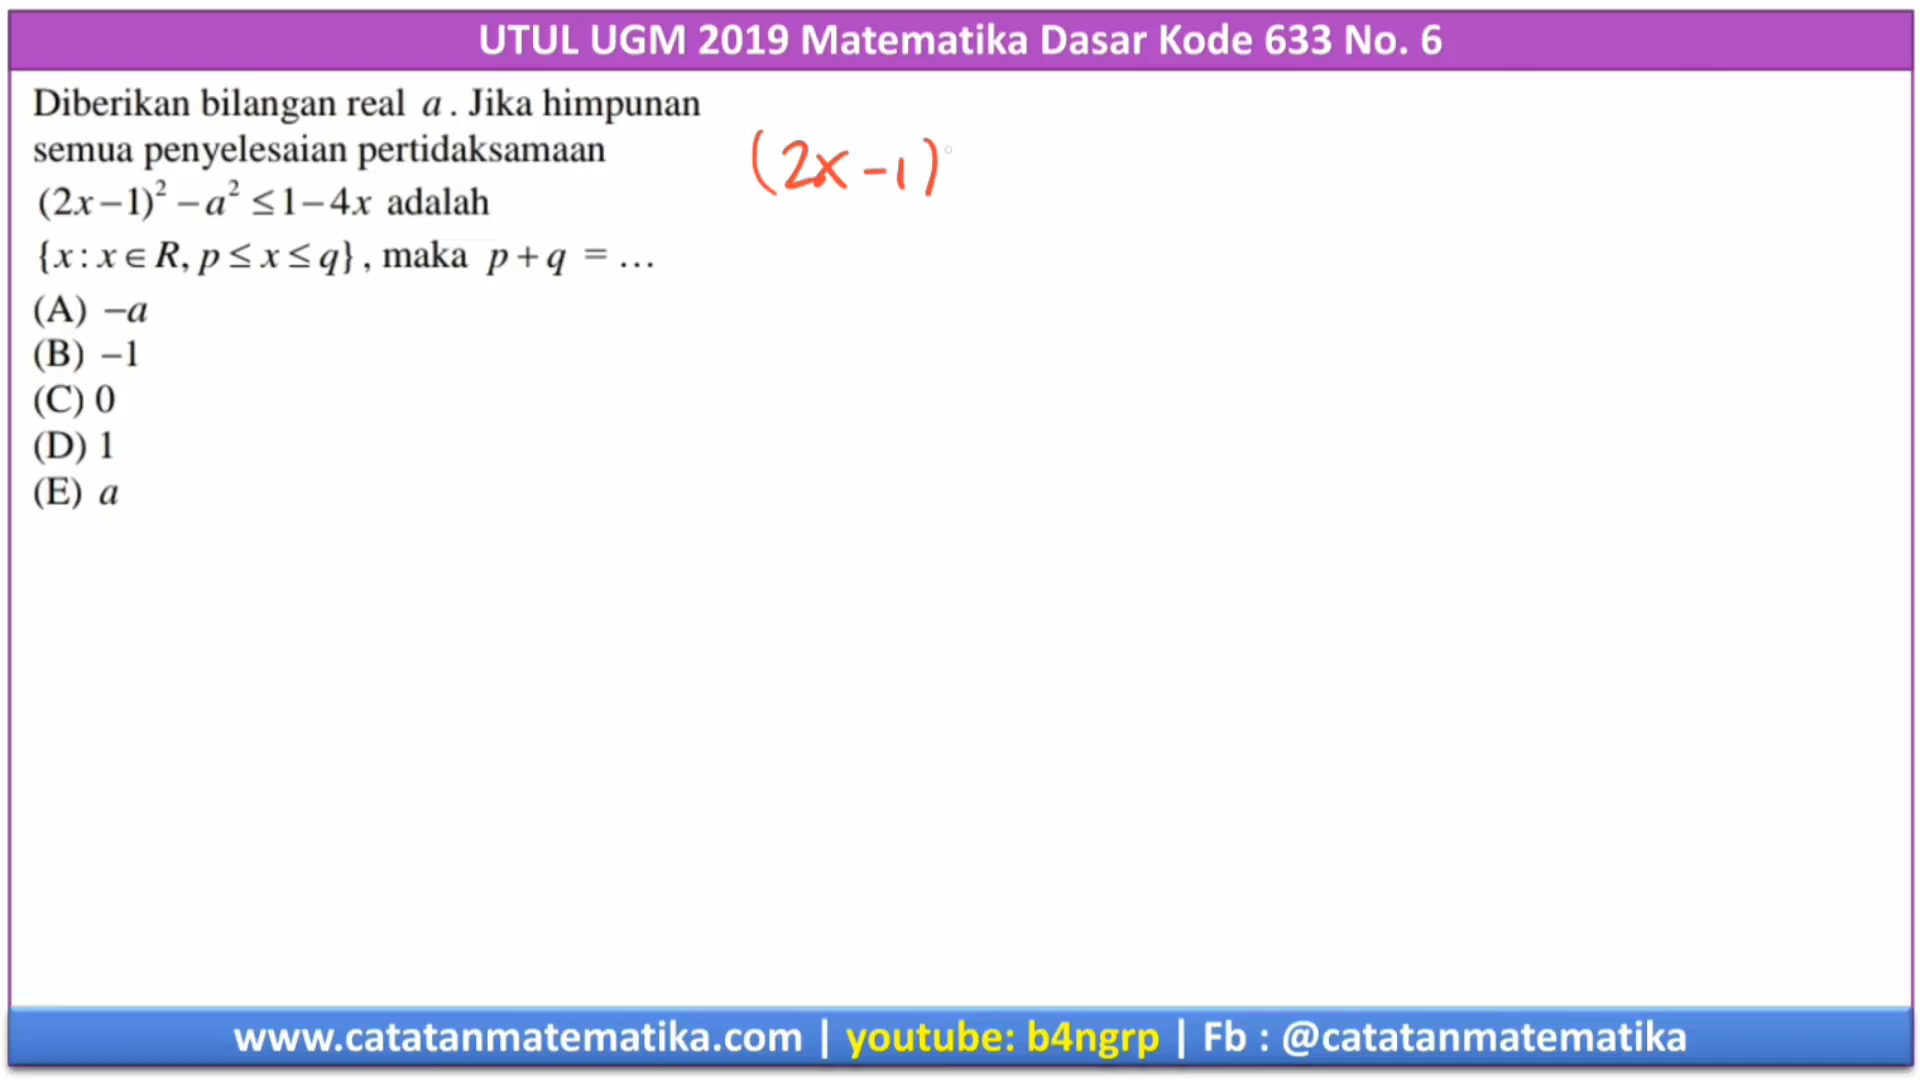 UTUL UGM 2019 Matematika Dasar Kode 633 No. 6
Diberikan bilangan real a. Jika himpunan
semua penyelesaian pertidaksamaan
(2x−1)² − a² ≤ 1−4x adalah
{x : x ∈ R, p ≤ x ≤ q}, maka p + q = ...
(A) −a
(B) −1
(C) 0
(D) 1
(E) a
(2x −1)
www.catatanmatematika.com | youtube: b4ngrp | Fb : @catatanmatematika